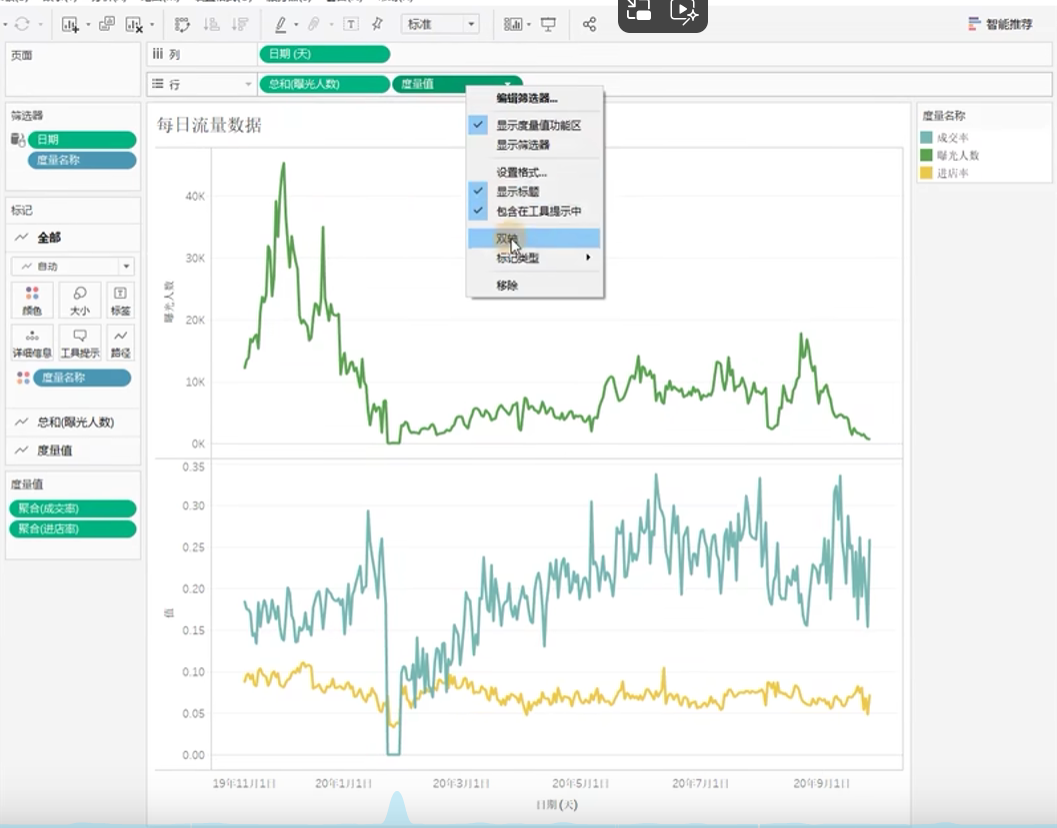 标准
智能推荐
页面
iii 列
日期 (天)
行
总和(曝光人数)
度量值
筛选器
日期
度量名称
标记
全部
自动
颜色
大小
标签
详细信息
工具提示
路径
度量名称
总和(曝光人数)
度量值
度量值
聚合(成交率)
聚合(进店率)
每日流量数据
编辑筛选器...
显示度量值功能区
显示筛选器
设置格式...
显示标题
包含在工具提示中
双轴
标记类型
移除
度量名称
成交率
曝光人数
进店率
40K
30K
20K
10K
0K
曝光人数
0.35
0.30
0.25
0.20
0.15
0.10
0.05
0.00
值
19年11月1日
20年1月1日
20年3月1日
20年5月1日
20年7月1日
20年9月1日
日期 (天)